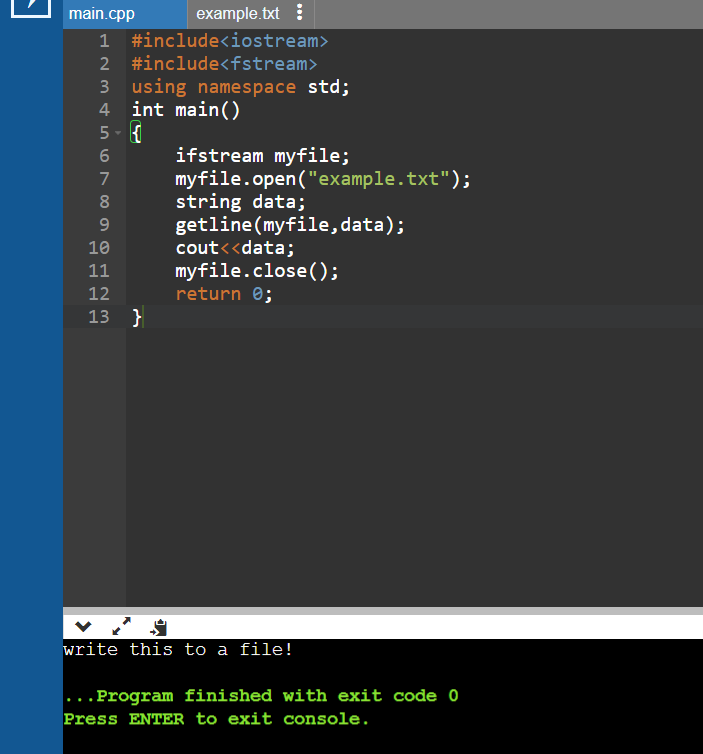 main.cpp example.txt
1 #include<iostream>
2 #include<fstream>
3 using namespace std;
4 int main()
5 {
6     ifstream myfile;
7     myfile.open("example.txt");
8     string data;
9     getline(myfile,data);
10     cout<<data;
11     myfile.close();
12     return 0;
13 }
write this to a file!
...Program finished with exit code 0
Press ENTER to exit console.